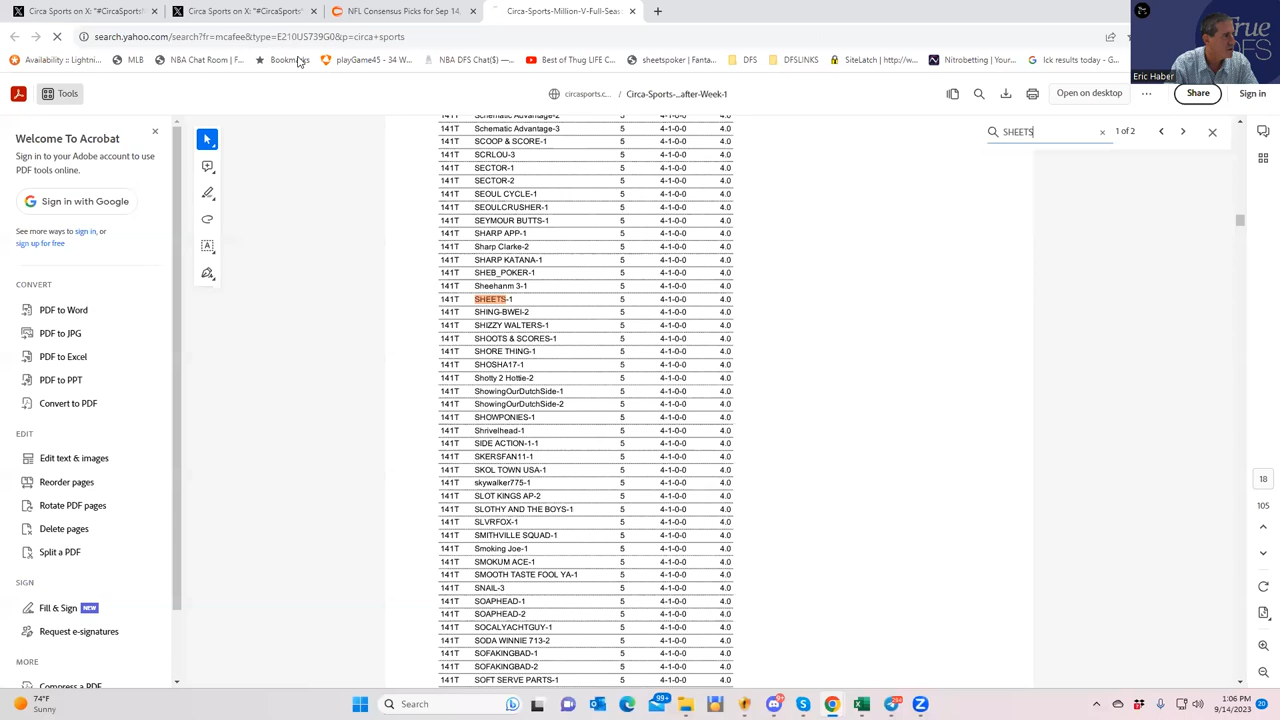 Circa Sports on X: "#CircaSports
Circa Sports on X: "#CircaSports
NFL Consensus Picks for Sep 14,
Circa-Sports-Million-V-Full-Seas
search.yahoo.com/search?fr=mcafee&type=E210US739G0&p=circa+sports
Availability :: Lightni...
MLB
NBA Chat Room | F...
Bookmarks
playGame45 - 34 W...
NBA DFS Chat($) —...
Best of Thug LIFE C...
sheetspoker | Fanta...
DFS
DFSLINKS
SiteLatch | http://w...
Nitrobetting | Your...
Ick results today - G...
True
DFS
Eric Haber
Tools
circasports.c...
/
Circa-Sports-...after-Week-1
Open on desktop
Share
Sign in
SHEETS
1 of 2
Welcome To Acrobat
Sign in to your Adobe account to use
PDF tools online.
Sign in with Google
See more ways to sign in, or
sign up for free
CONVERT
PDF to Word
PDF to JPG
PDF to Excel
PDF to PPT
Convert to PDF
EDIT
Edit text & images
Reorder pages
Rotate PDF pages
Delete pages
Split a PDF
SIGN
Fill & Sign NEW
Request e-signatures
MORE
Compress a PDF
141T Schematic Advantage-2 5 4-1-0-0 4.0
141T Schematic Advantage-3 5 4-1-0-0 4.0
141T SCOOP & SCORE-1 5 4-1-0-0 4.0
141T SCRLOU-3 5 4-1-0-0 4.0
141T SECTOR-1 5 4-1-0-0 4.0
141T SECTOR-2 5 4-1-0-0 4.0
141T SEOUL CYCLE-1 5 4-1-0-0 4.0
141T SEOULCRUSHER-1 5 4-1-0-0 4.0
141T SEYMOUR BUTTS-1 5 4-1-0-0 4.0
141T SHARP APP-1 5 4-1-0-0 4.0
141T Sharp Clarke-2 5 4-1-0-0 4.0
141T SHARP KATANA-1 5 4-1-0-0 4.0
141T SHEB_POKER-1 5 4-1-0-0 4.0
141T Sheehanm 3-1 5 4-1-0-0 4.0
141T SHEETS-1 5 4-1-0-0 4.0
141T SHING-BWEI-2 5 4-1-0-0 4.0
141T SHIZZY WALTERS-1 5 4-1-0-0 4.0
141T SHOOTS & SCORES-1 5 4-1-0-0 4.0
141T SHORE THING-1 5 4-1-0-0 4.0
141T SHOSHA17-1 5 4-1-0-0 4.0
141T Shotty 2 Hottie-2 5 4-1-0-0 4.0
141T ShowingOurDutchSide-1 5 4-1-0-0 4.0
141T ShowingOurDutchSide-2 5 4-1-0-0 4.0
141T SHOWPONIES-1 5 4-1-0-0 4.0
141T Shrivelhead-1 5 4-1-0-0 4.0
141T SIDE ACTION-1-1 5 4-1-0-0 4.0
141T SKERSFAN11-1 5 4-1-0-0 4.0
141T SKOL TOWN USA-1 5 4-1-0-0 4.0
141T skywalker775-1 5 4-1-0-0 4.0
141T SLOT KINGS AP-2 5 4-1-0-0 4.0
141T SLOTHY AND THE BOYS-1 5 4-1-0-0 4.0
141T SLVRFOX-1 5 4-1-0-0 4.0
141T SMITHVILLE SQUAD-1 5 4-1-0-0 4.0
141T Smoking Joe-1 5 4-1-0-0 4.0
141T SMOKUM ACE-1 5 4-1-0-0 4.0
141T SMOOTH TASTE FOOL YA-1 5 4-1-0-0 4.0
141T SNAIL-3 5 4-1-0-0 4.0
141T SOAPHEAD-1 5 4-1-0-0 4.0
141T SOAPHEAD-2 5 4-1-0-0 4.0
141T SOCALYACHTGUY-1 5 4-1-0-0 4.0
141T SODA WINNIE 713-2 5 4-1-0-0 4.0
141T SOFAKINGBAD-1 5 4-1-0-0 4.0
141T SOFAKINGBAD-2 5 4-1-0-0 4.0
141T SOFT SERVE PARTS-1 5 4-1-0-0 4.0
18
105
74°F
Sunny
Search
99+
1:06 PM
9/14/2023
20